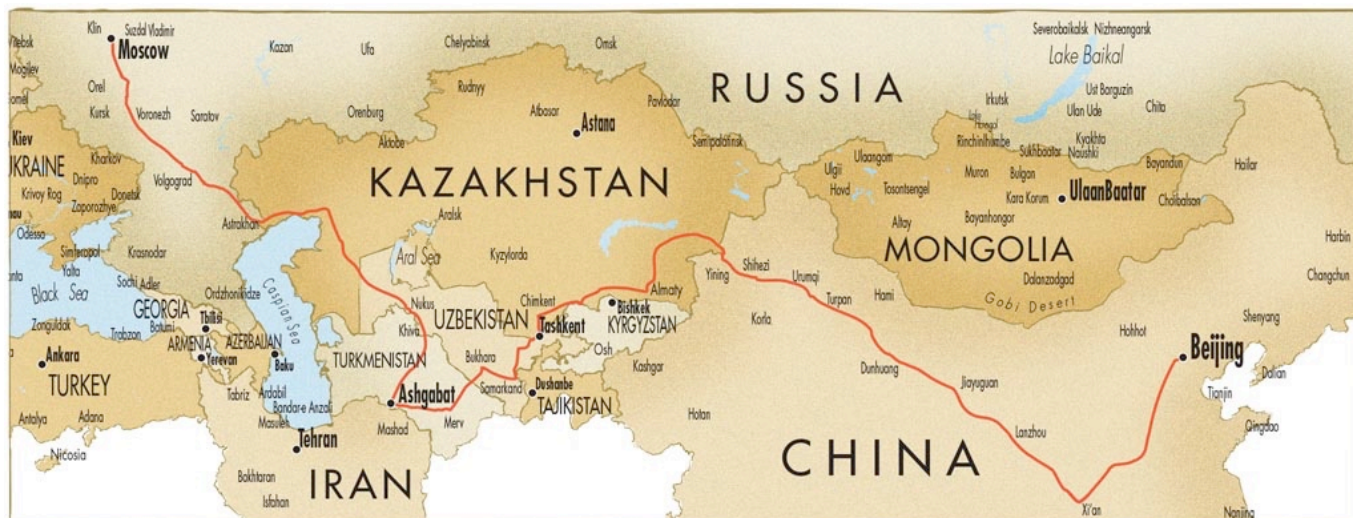 Klin
Suzdal Vladimir
Moscow
Kazan
Ufa
Chelyabinsk
Omsk
Severobaikalsk
Nizhneangarsk
Lake Baikal
Vitebsk
Mogilev
Orel
Kursk
Voronezh
Saratov
Orenburg
Rudnyy
Atbasar
Pavlodar
RUSSIA
Irkutsk
Ust Barguzin
Ulan Ude
Chita
Kiev
UKRAINE
Kharkov
Dnipro
Krivoy Rog
Donetsk
Zaporozhye
Volgograd
Aktobe
Astana
Semipalatinsk
KAZAKHSTAN
Rinchinlhumbe
Kyakhta
Sukhbaatar
Naushki
Ulgii
Ulaangom
Hovd
Tosontsengel
Muron
Bulgan
Kara Korum
UlaanBaatar
Bayandun
Choibalsan
Hailar
Odessa
Simferopol
Yalta
Krasnodar
Astrakhan
Aralsk
Aral Sea
Kyzylorda
Altay
Bayanhongor
MONGOLIA
Dalanzadgad
Gobi Desert
Harbin
Changchun
Black Sea
Sochi
Adler
Ordzhonikidze
Caspian Sea
GEORGIA
Tbilisi
Batumi
Trabzon
Zonguldak
Nukus
Khiva
UZBEKISTAN
Chimkent
Tashkent
Almaty
Bishkek
KYRGYZSTAN
Yining
Shihezi
Urumqi
Turpan
Hami
Korla
Hohhot
Shenyang
Ankara
TURKEY
ARMENIA
Yerevan
AZERBAIJAN
Baku
TURKMENISTAN
Bukhara
Osh
Kashgar
Dunhuang
Jiayuguan
Beijing
Dalian
Tianjin
Tabriz
Ardabil
Bandar-e Anzali
Masuleh
Ashgabat
Samarkand
Dushanbe
TAJIKISTAN
Merv
Mashad
Hotan
Lanzhou
Qingdao
Antalya
Adana
Nicosia
Tehran
IRAN
Bakhtaran
Isfahan
CHINA
Xi'an
Nanjing